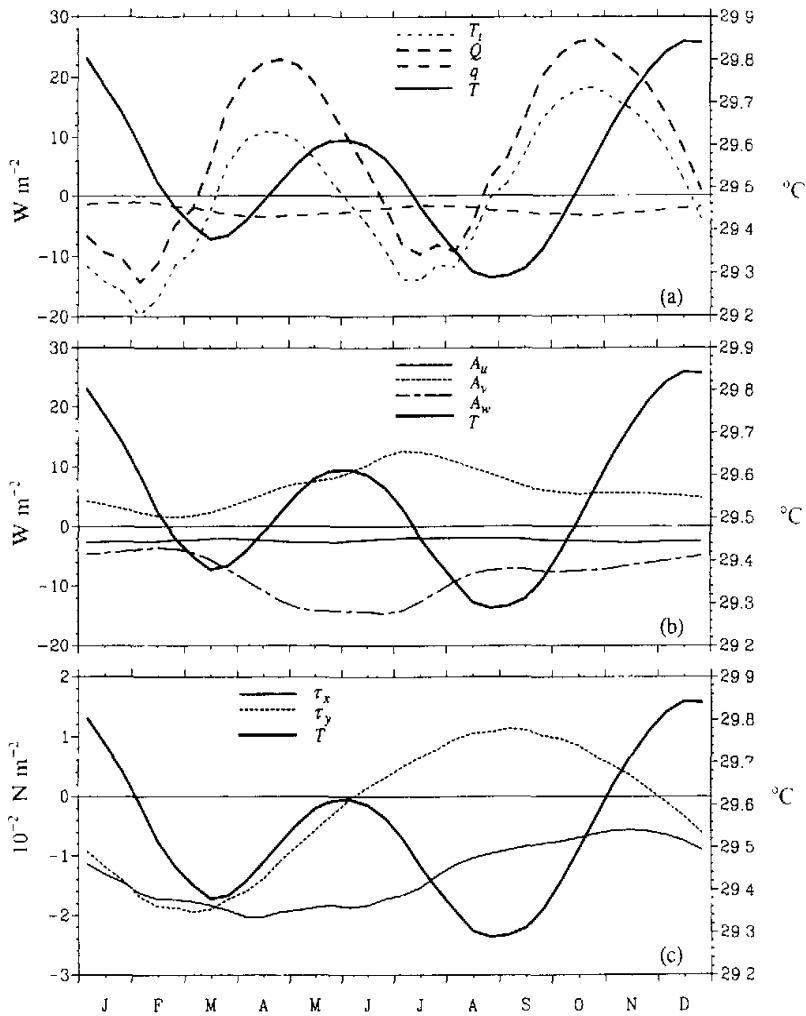 30
20
10
0
-10
-20
W m⁻²
T_t
Q
q
T
29.9
29.8
29.7
29.6
29.5
29.4
29.3
29.2
°C
(a)
30
20
10
0
-10
-20
W m⁻²
A_u
A_v
A_w
T
29.9
29.8
29.7
29.6
29.5
29.4
29.3
29.2
°C
(b)
2
1
0
-1
-2
-3
10⁻² N m⁻²
τ_x
τ_y
T
29.9
29.8
29.7
29.6
29.5
29.4
29.3
29.2
°C
(c)
J F M A M J J A S O N D